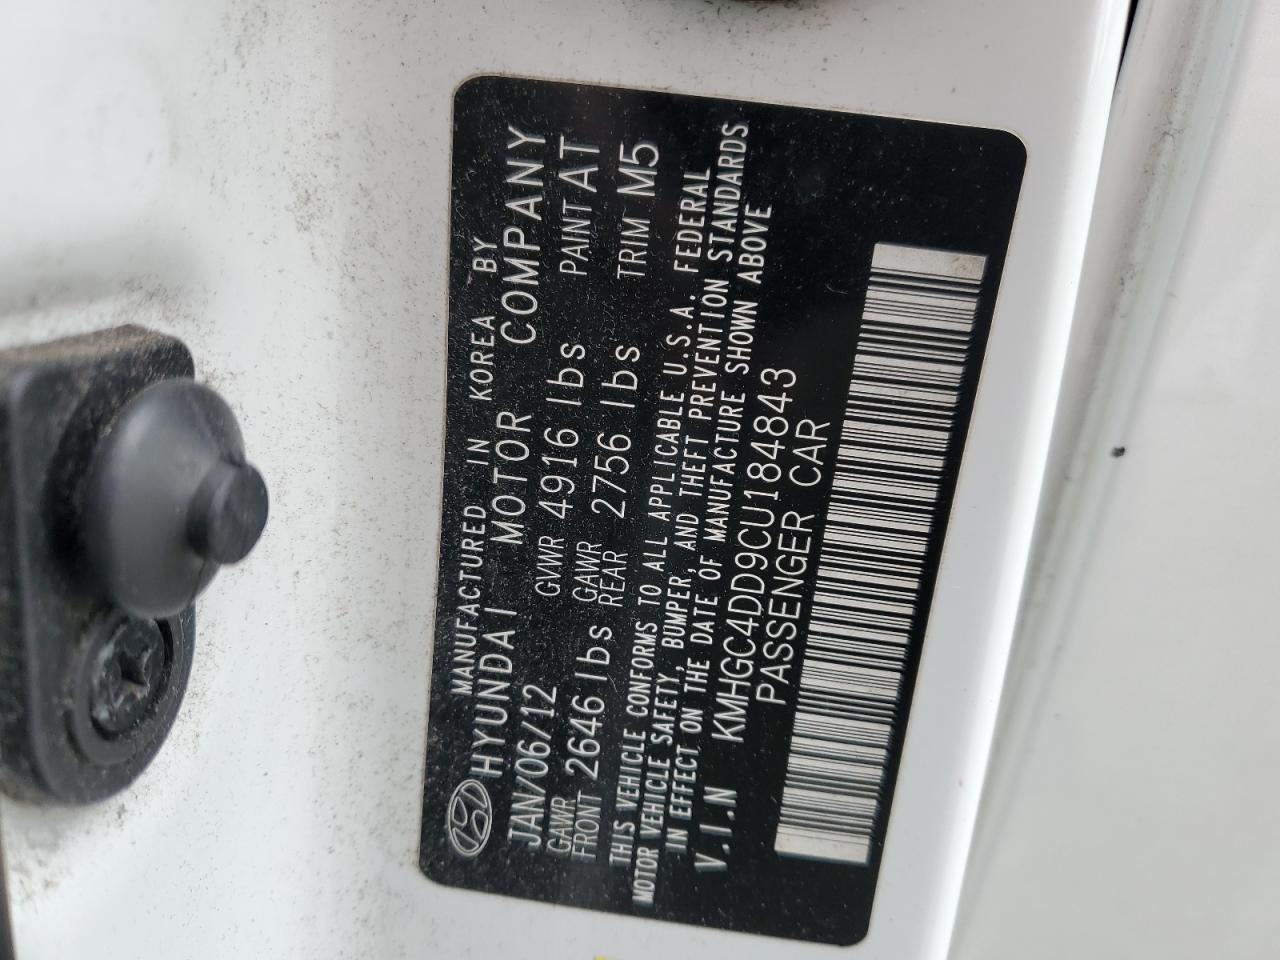 MANUFACTURED IN KOREA BY
HYUNDAI MOTOR COMPANY
JAN/06/12 GVWR 4916 lbs PAINT AT
GAWR FRONT 2646 lbs GAWR REAR 2756 lbs TRIM M5
THIS VEHICLE CONFORMS TO ALL APPLICABLE U.S.A. FEDERAL
MOTOR VEHICLE SAFETY, BUMPER, AND THEFT PREVENTION STANDARDS
IN EFFECT ON THE DATE OF MANUFACTURE SHOWN ABOVE
V.I.N KMHGC4DD9CU184843
PASSENGER CAR